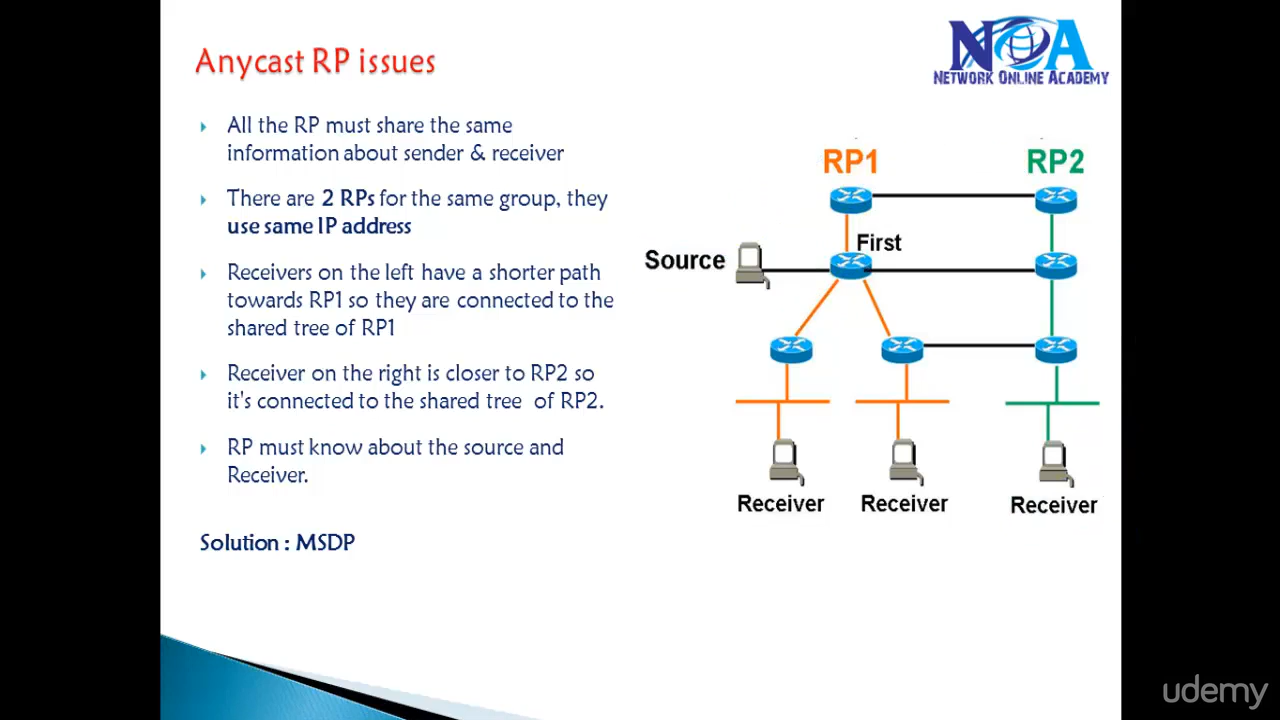 Anycast RP issues
NOA
NETWORK ONLINE ACADEMY
All the RP must share the same
information about sender & receiver
There are 2 RPs for the same group, they
use same IP address
Receivers on the left have a shorter path
towards RP1 so they are connected to the
shared tree of RP1
Receiver on the right is closer to RP2 so
it's connected to the shared tree of RP2.
RP must know about the source and
Receiver.
Solution : MSDP
RP1
RP2
First
Source
Receiver
Receiver
Receiver
udemy